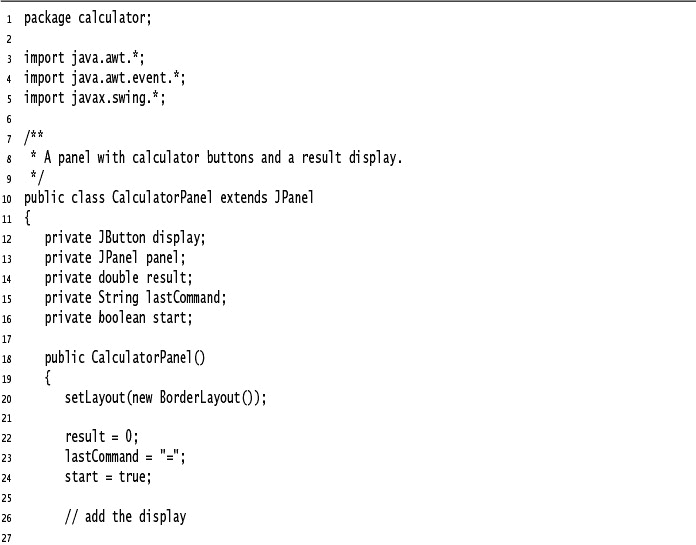 1 package calculator;
2
3 import java.awt.*;
4 import java.awt.event.*;
5 import javax.swing.*;
6
7 /**
8  * A panel with calculator buttons and a result display.
9  */
10 public class CalculatorPanel extends JPanel
11 {
12    private JButton display;
13    private JPanel panel;
14    private double result;
15    private String lastCommand;
16    private boolean start;
17
18    public CalculatorPanel()
19    {
20       setLayout(new BorderLayout());
21
22       result = 0;
23       lastCommand = "=";
24       start = true;
25
26       // add the display
27